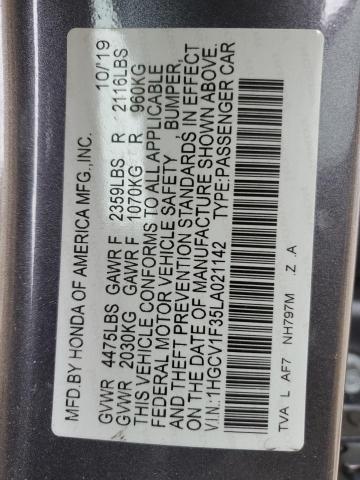 MFD.BY HONDA OF AMERICA MFG.,INC. 10/19
GVWR 4475LBS GAWR F 2359LBS R 2116LBS
GVWR 2030KG GAWR F 1070KG R 960KG
THIS VEHICLE CONFORMS TO ALL APPLICABLE
FEDERAL MOTOR VEHICLE SAFETY , BUMPER,
AND THEFT PREVENTION STANDARDS IN EFFECT
ON THE DATE OF MANUFACTURE SHOWN ABOVE.
V.I.N.:1HGCV1F35LA021142 TYPE:PASSENGER CAR
TVA L AF7 NH797M .Z .A